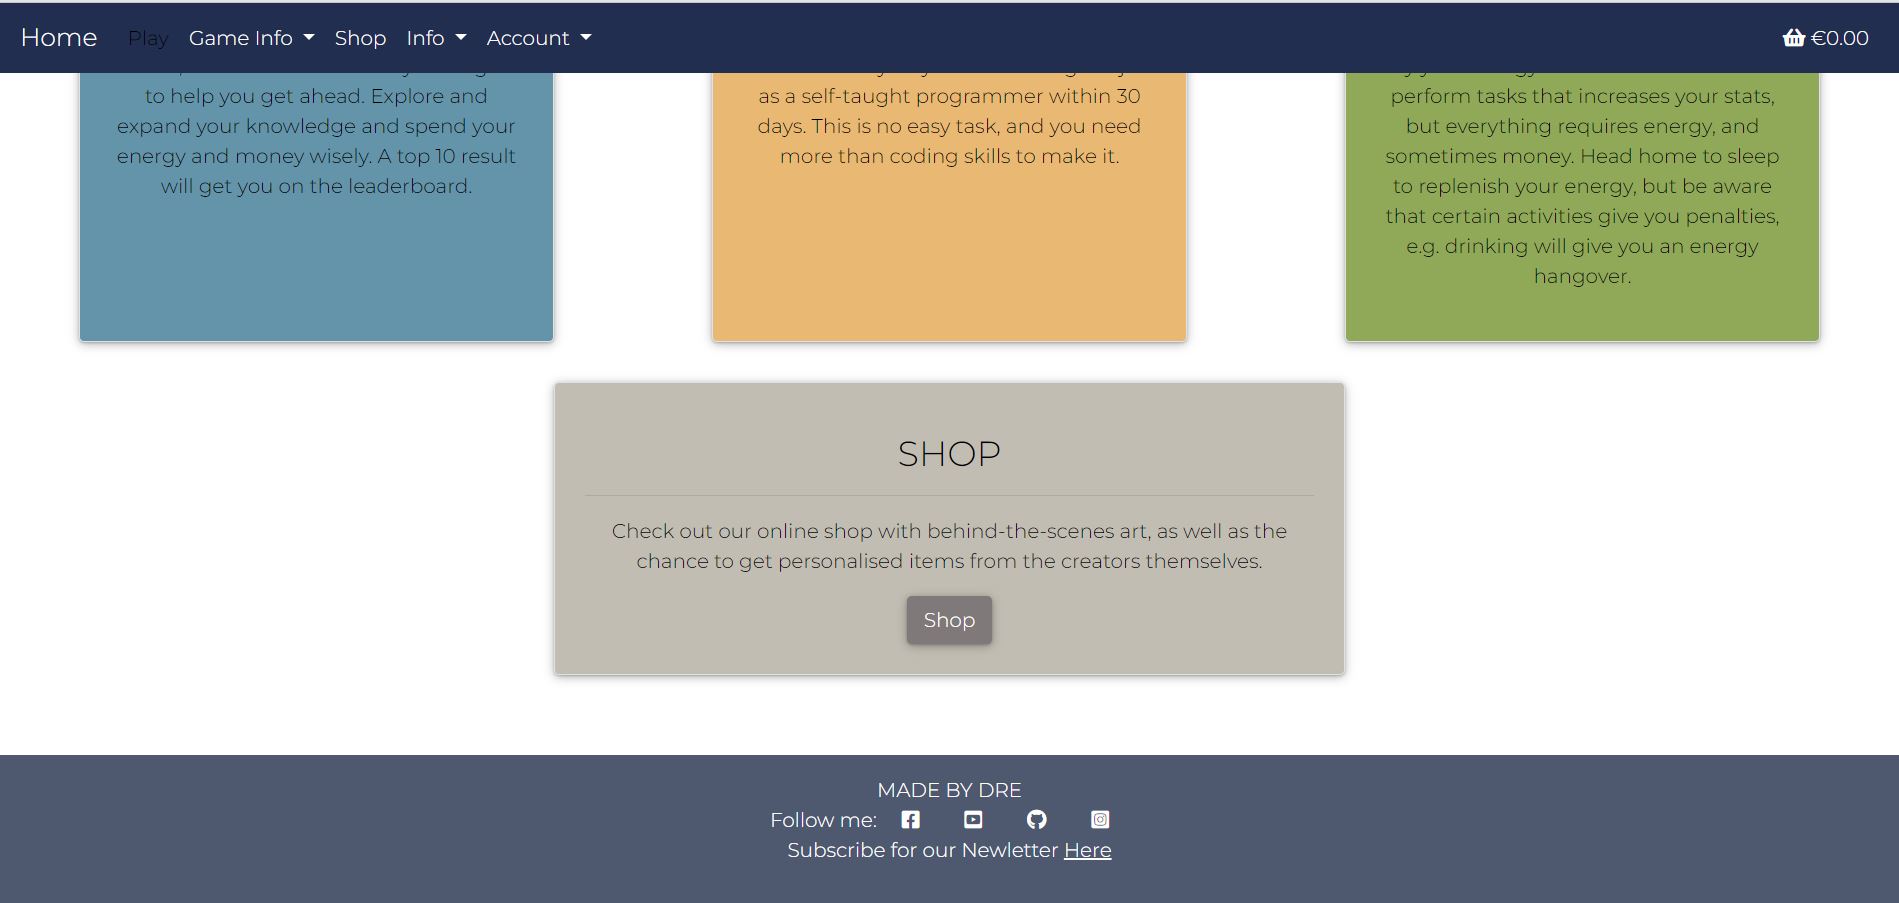 Home Play Game Info Shop Info Account €0.00
to help you get ahead. Explore and
expand your knowledge and spend your
energy and money wisely. A top 10 result
will get you on the leaderboard.
as a self-taught programmer within 30
days. This is no easy task, and you need
more than coding skills to make it.
perform tasks that increases your stats,
but everything requires energy, and
sometimes money. Head home to sleep
to replenish your energy, but be aware
that certain activities give you penalties,
e.g. drinking will give you an energy
hangover.
SHOP
Check out our online shop with behind-the-scenes art, as well as the
chance to get personalised items from the creators themselves.
Shop
MADE BY DRE
Follow me:
Subscribe for our Newletter Here